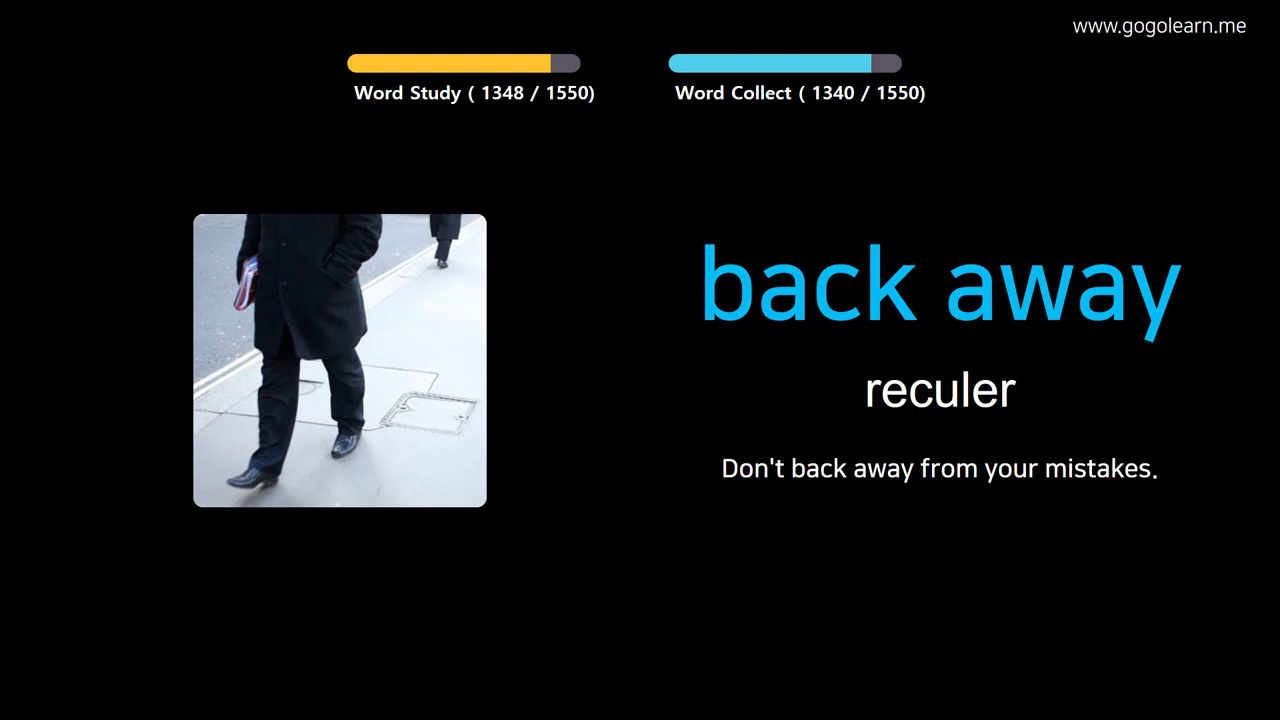 www.gogolearn.me
Word Study ( 1348 / 1550)
Word Collect ( 1340 / 1550)
back away
reculer
Don't back away from your mistakes.